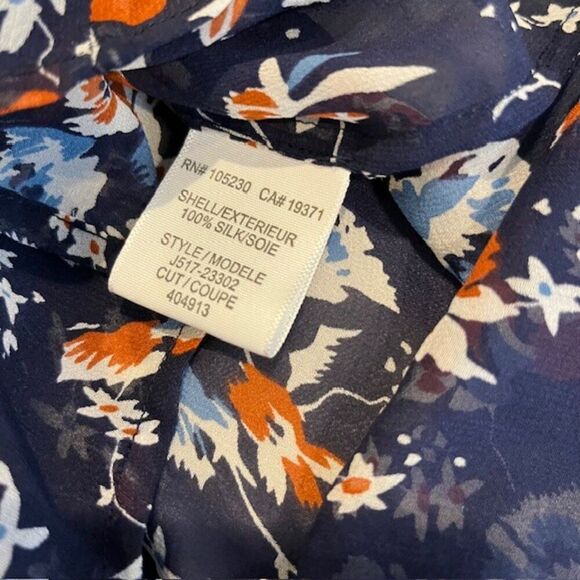 RN# 105230 CA# 19371
SHELL/EXTERIEUR
100% SILK/SOIE
STYLE / MODELE
J517-23302
CUT / COUPE
404913